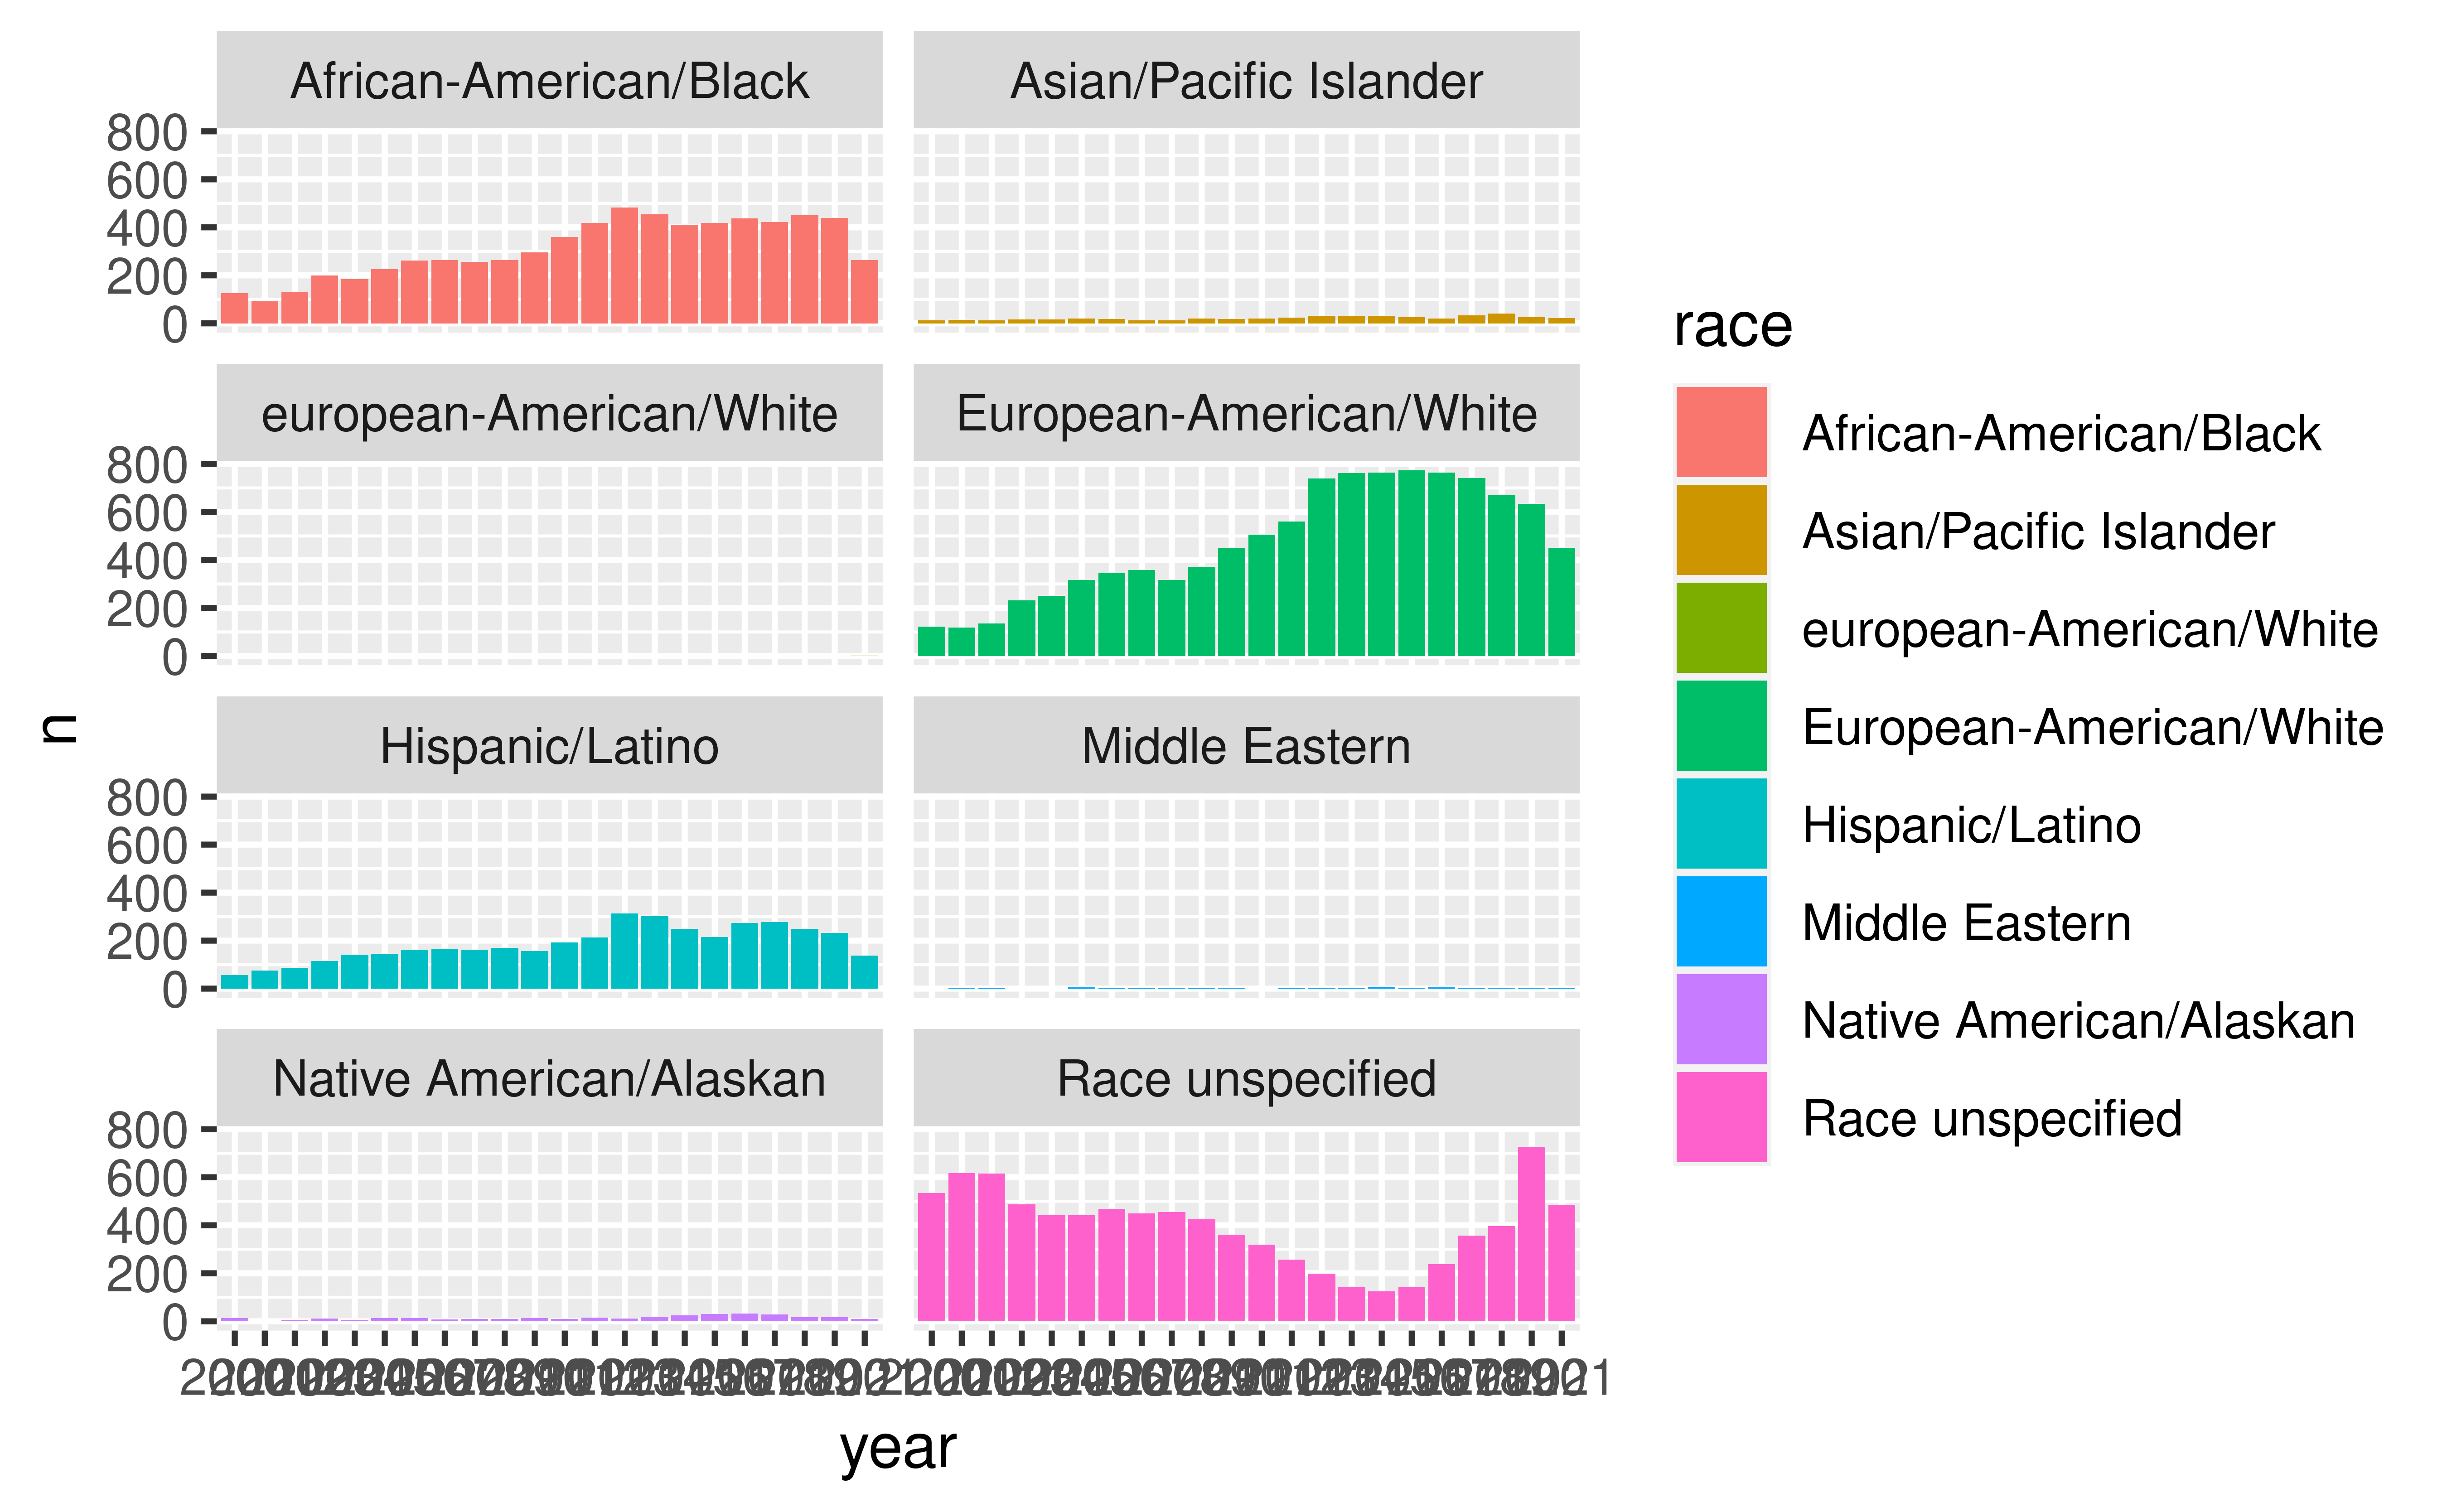 African-American/Black
Asian/Pacific Islander
800
600
400
200
0
european-American/White
European-American/White
800
600
400
200
0
Hispanic/Latino
Middle Eastern
800
600
400
200
0
Native American/Alaskan
Race unspecified
800
600
400
200
0
n
year
race
African-American/Black
Asian/Pacific Islander
european-American/White
European-American/White
Hispanic/Latino
Middle Eastern
Native American/Alaskan
Race unspecified